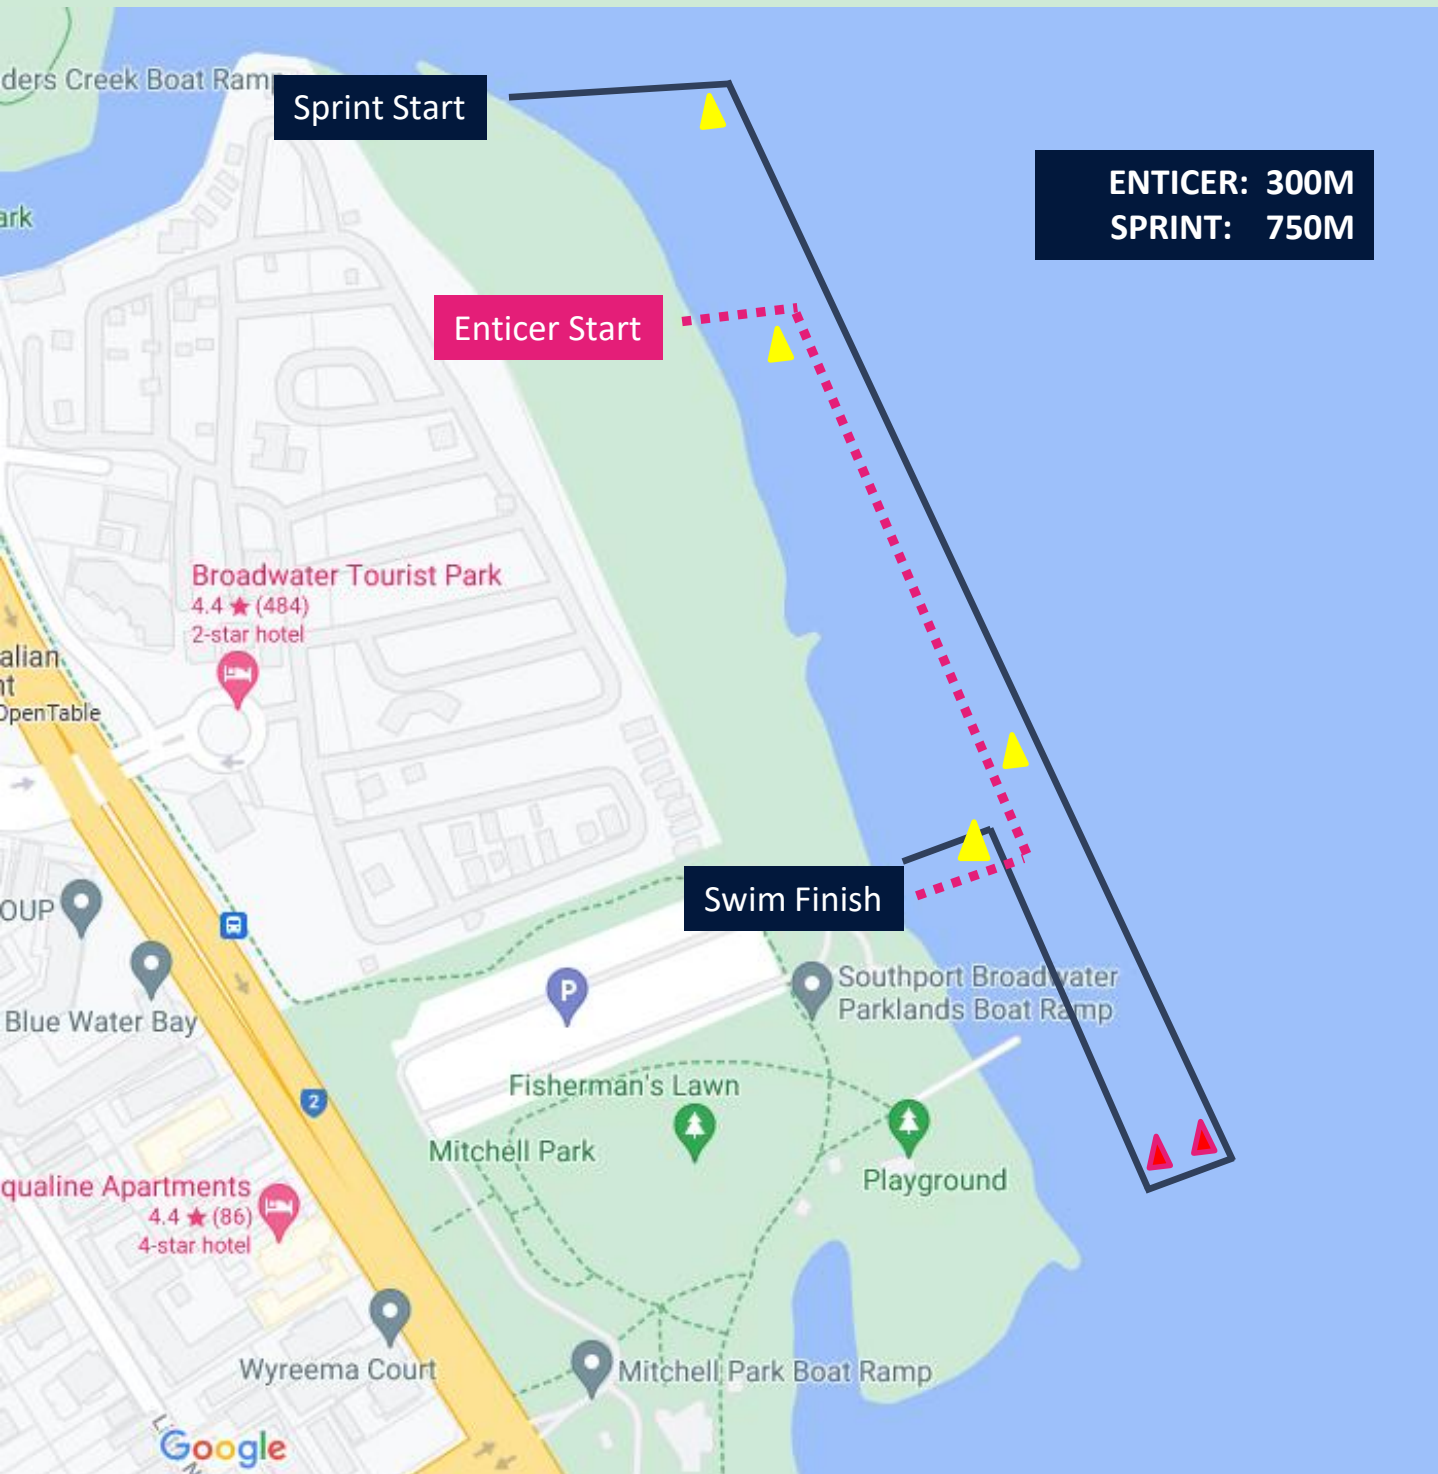 ders Creek Boat Ramp
Sprint Start
ENTICER: 300M
SPRINT: 750M
ark
Enticer Start
Broadwater Tourist Park
4.4 ★ (484)
2-star hotel
alian
nt
OpenTable
Swim Finish
OUP
P
Southport Broadwater
Parklands Boat Ramp
Blue Water Bay
Fisherman's Lawn
2
Mitchell Park
Playground
qualine Apartments
4.4 ★ (86)
4-star hotel
Wyreema Court
Mitchell Park Boat Ramp
Google